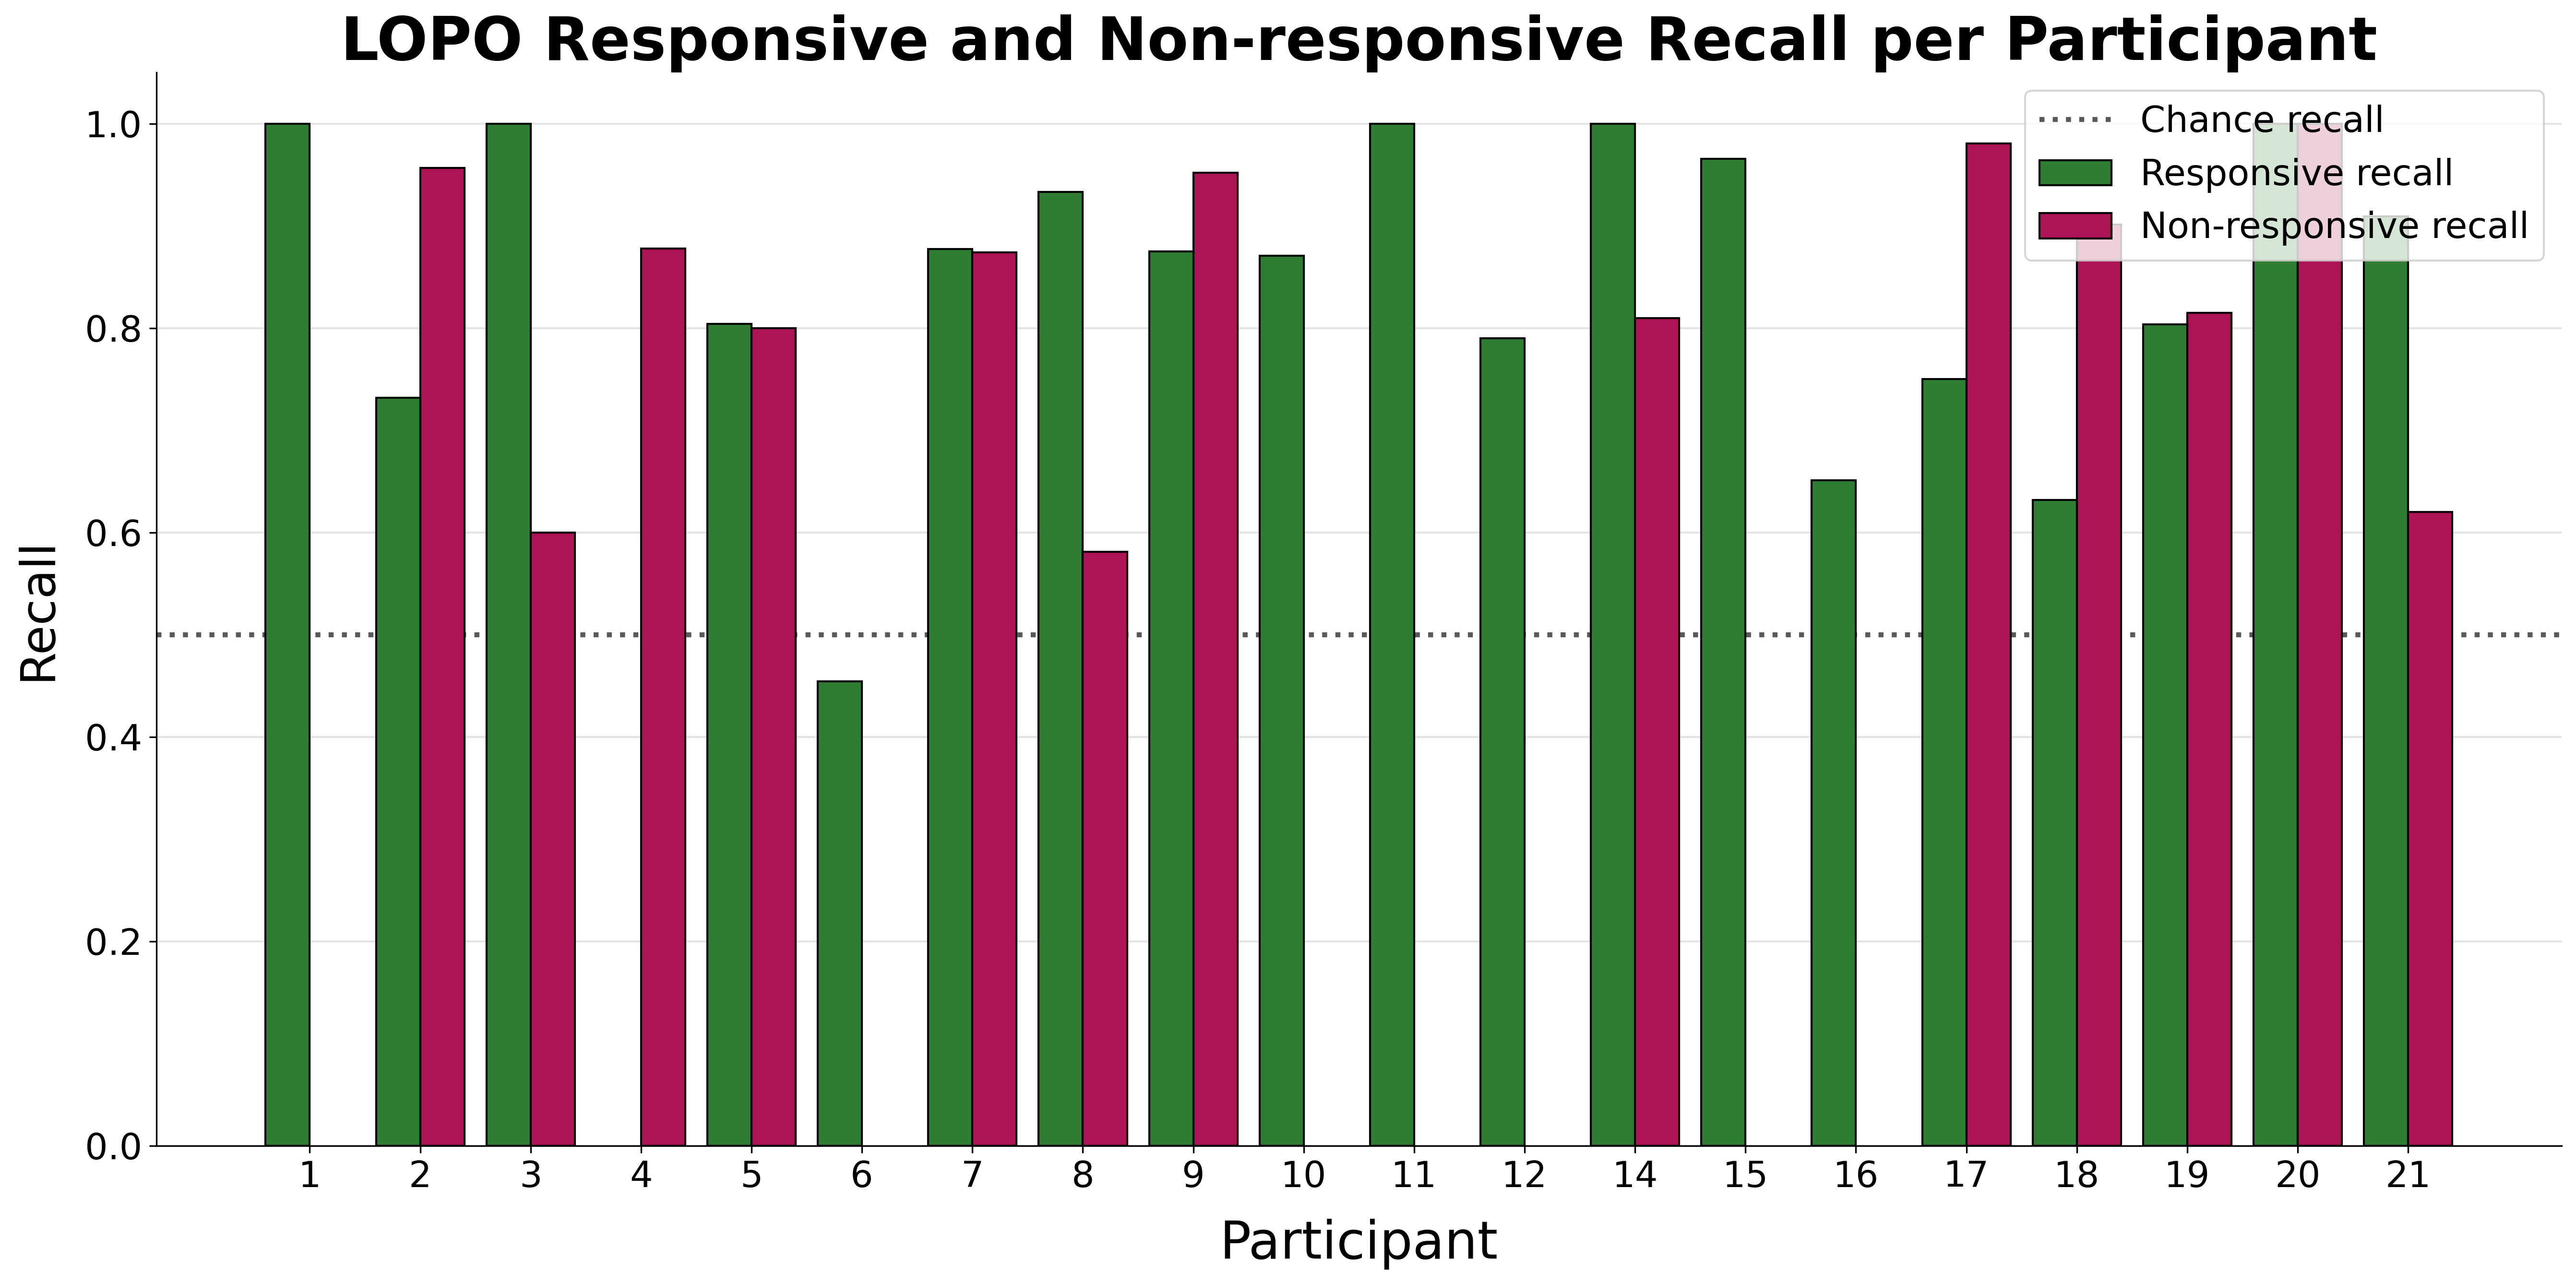 LOPO Responsive and Non-responsive Recall per Participant
Chance recall
Responsive recall
Non-responsive recall
Recall
1.0
0.8
0.6
0.4
0.2
0.0
1 2 3 4 5 6 7 8 9 10 11 12 14 15 16 17 18 19 20 21
Participant